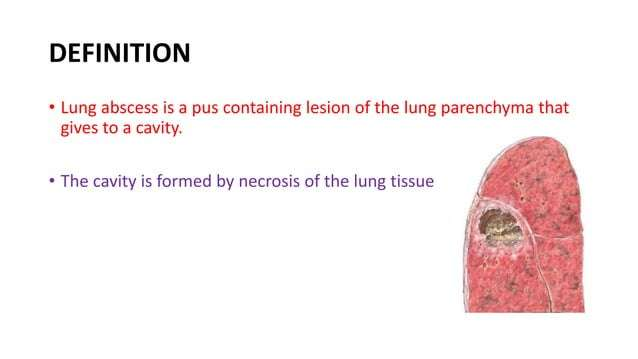 DEFINITION
• Lung abscess is a pus containing lesion of the lung parenchyma that
gives to a cavity.
• The cavity is formed by necrosis of the lung tissue